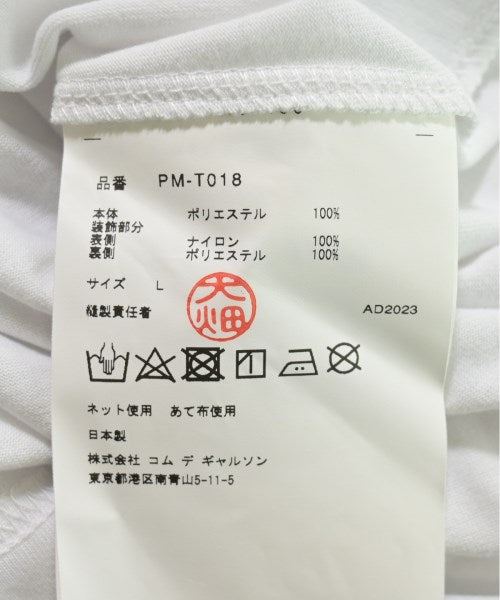 品番 PM-T018
本体 ポリエステル 100%
装飾部分
表側 ナイロン 100%
裏側 ポリエステル 100%
サイズ L
縫製責任者 大畑 AD2023
ネット使用 あて布使用
日本製
株式会社 コム デ ギャルソン
東京都港区南青山5-11-5